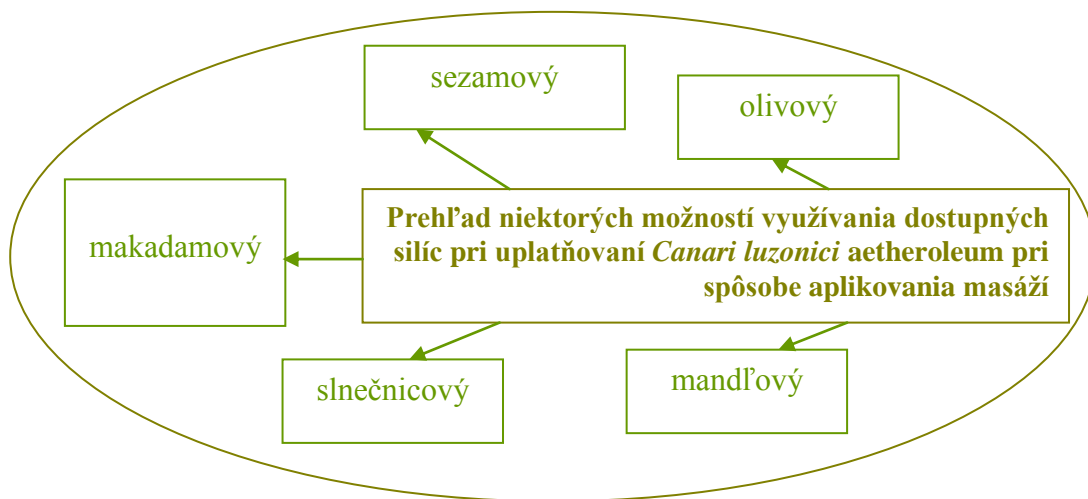 sezamový
olivový
makadamový
Prehľad niektorých možností využívania dostupných
silíc pri uplatňovaní Canari luzonici aetheroleum pri
spôsobe aplikovania masáží
slnečnicový
mandľový